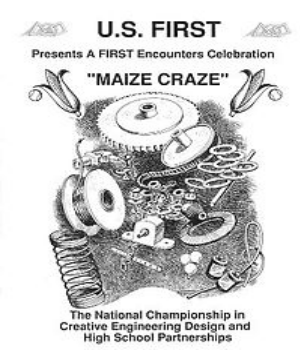 U.S. FIRST
Presents A FIRST Encounters Celebration
"MAIZE CRAZE"
The National Championship in
Creative Engineering Design and
High School Partnerships